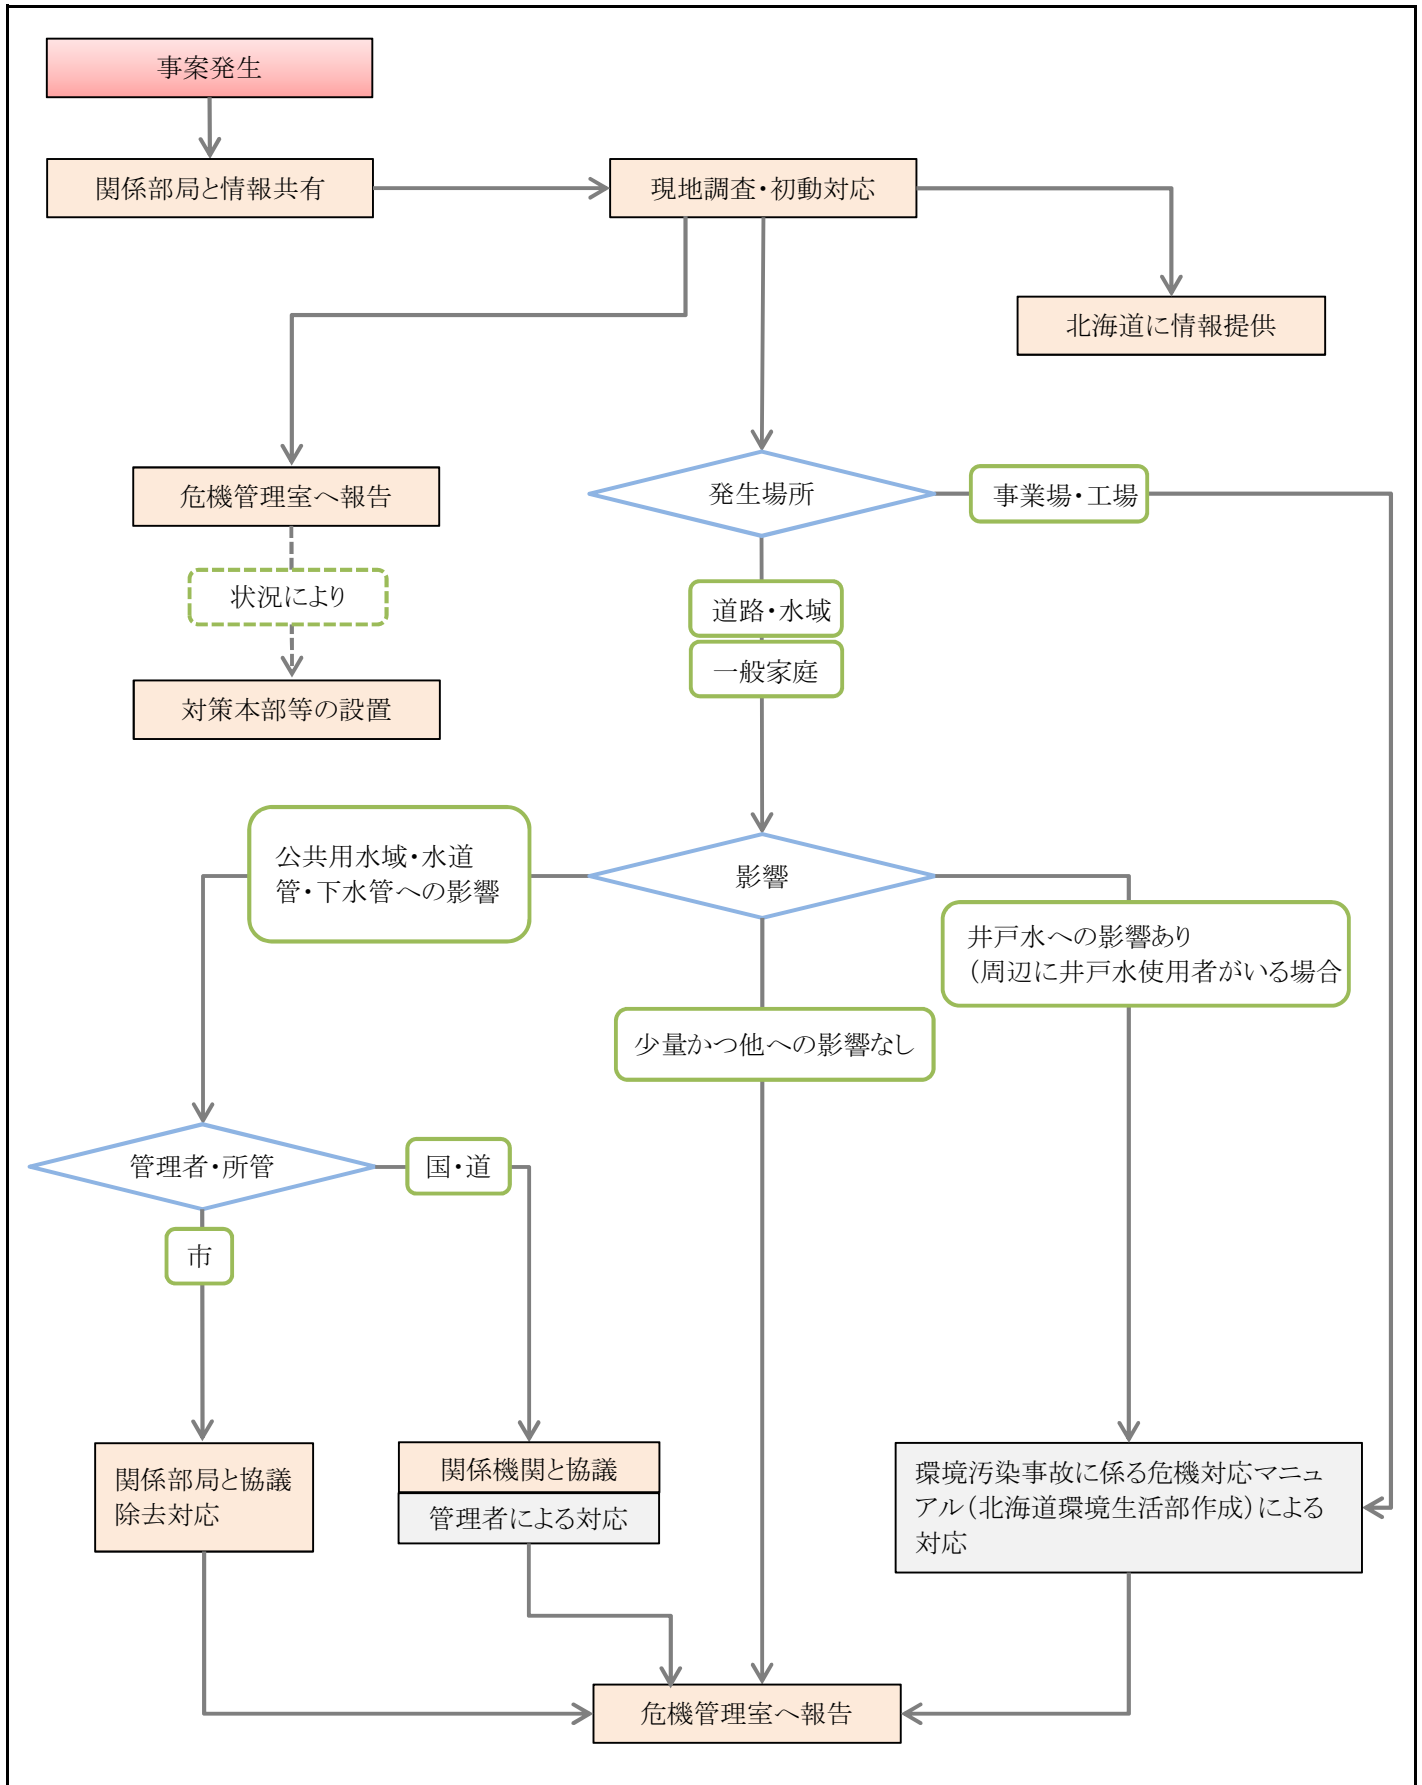 事案発生
関係部局と情報共有
現地調査・初動対応
北海道に情報提供
危機管理室へ報告
発生場所
事業場・工場
状況により
道路・水域
一般家庭
対策本部等の設置
公共用水域・水道
管・下水管への影響
影響
井戸水への影響あり
（周辺に井戸水使用者がいる場合
少量かつ他への影響なし
管理者・所管
国・道
市
関係部局と協議
除去対応
関係機関と協議
管理者による対応
環境汚染事故に係る危機対応マニュ
アル（北海道環境生活部作成）による
対応
危機管理室へ報告